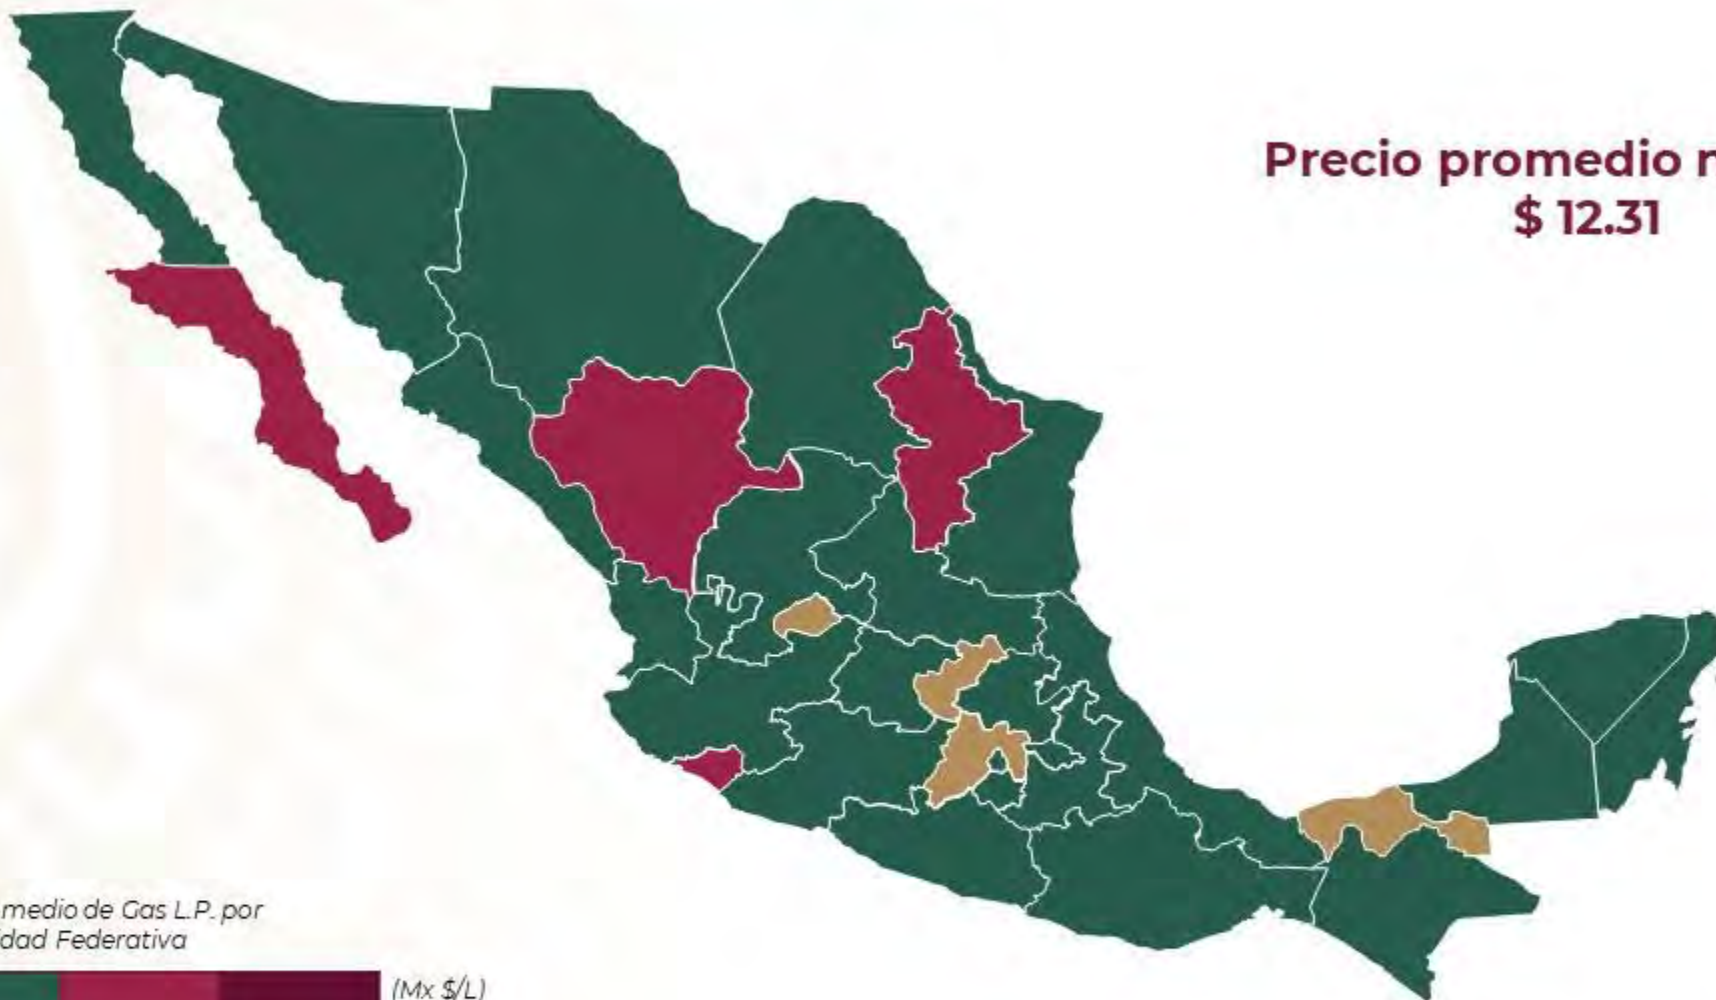 Precio promedio
$ 12.31
medio de Gas L.P. por
dad Federativa
(Mx $/L)